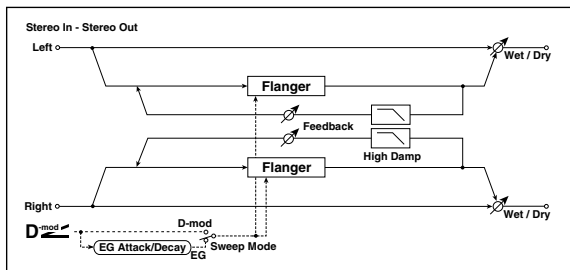 Stereo In - Stereo Out
Left
Wet / Dry
Flanger
Feedback
High Damp
Flanger
Right
Wet / Dry
D-mod
D-mod
EG Attack/Decay
EG
Sweep Mode